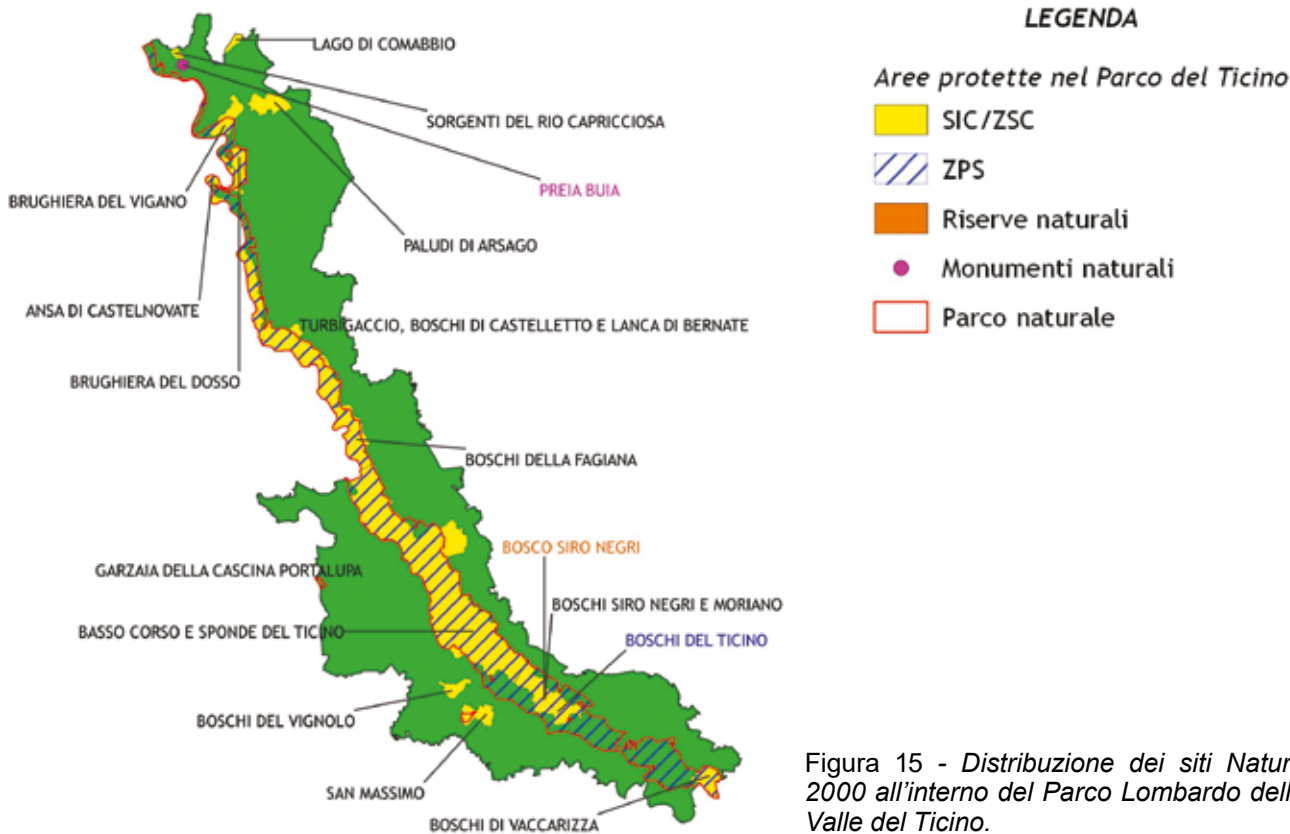 LAGO DI COMABBIO
SORGENTI DEL RIO CAPRICCIOSA
PREIA BUIA
BRUGHIERA DEL VIGANO
PALUDI DI ARSAGO
ANSA DI CASTELNOVATE
TURBIGACCIO, BOSCHI DI CASTELLETTO E LANCA DI BERNATE
BRUGHIERA DEL DOSSO
BOSCHI DELLA FAGIANA
BOSCO SIRO NEGRI
GARZAIA DELLA CASCINA PORTALUPA
BOSCHI SIRO NEGRI E MORIANO
BASSO CORSO E SPONDE DEL TICINO
BOSCHI DEL TICINO
BOSCHI DEL VIGNOLO
SAN MASSIMO
BOSCHI DI VACCARIZZA
LEGENDA
Aree protette nel Parco del Ticino
SIC/ZSC
ZPS
Riserve naturali
Monumenti naturali
Parco naturale
Figura 15 - Distribuzione dei siti Natur
2000 all'interno del Parco Lombardo dell
Valle del Ticino.